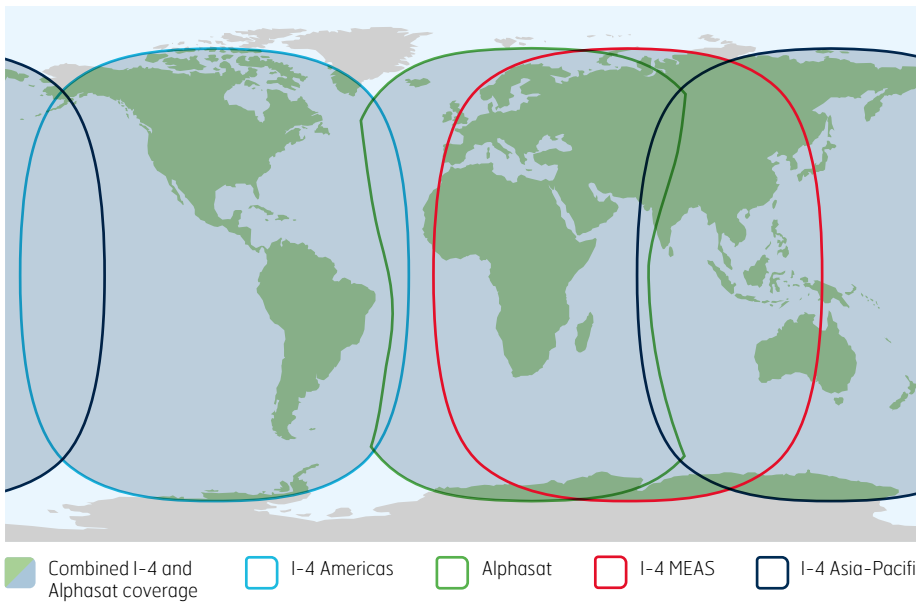 Combined I-4 and
Alphasat coverage
I-4 Americas
Alphasat
I-4 MEAS
I-4 Asia-Pacifi